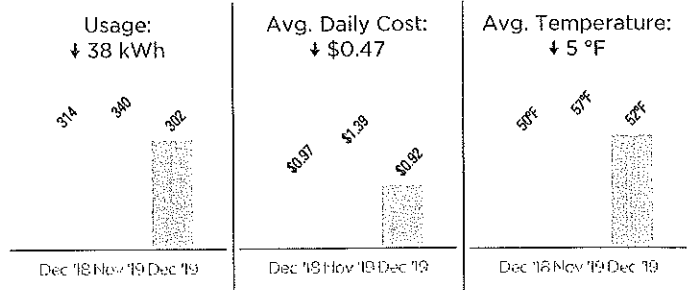 Usage:
↓ 38 kWh
314 340 302
Dec '18 Nov '19 Dec '19
Avg. Daily Cost:
↓ $0.47
$0.97 $1.39 $0.92
Dec '18 Nov '19 Dec '19
Avg. Temperature:
↓ 5 °F
50°F 57°F 52°F
Dec '18 Nov '19 Dec '19